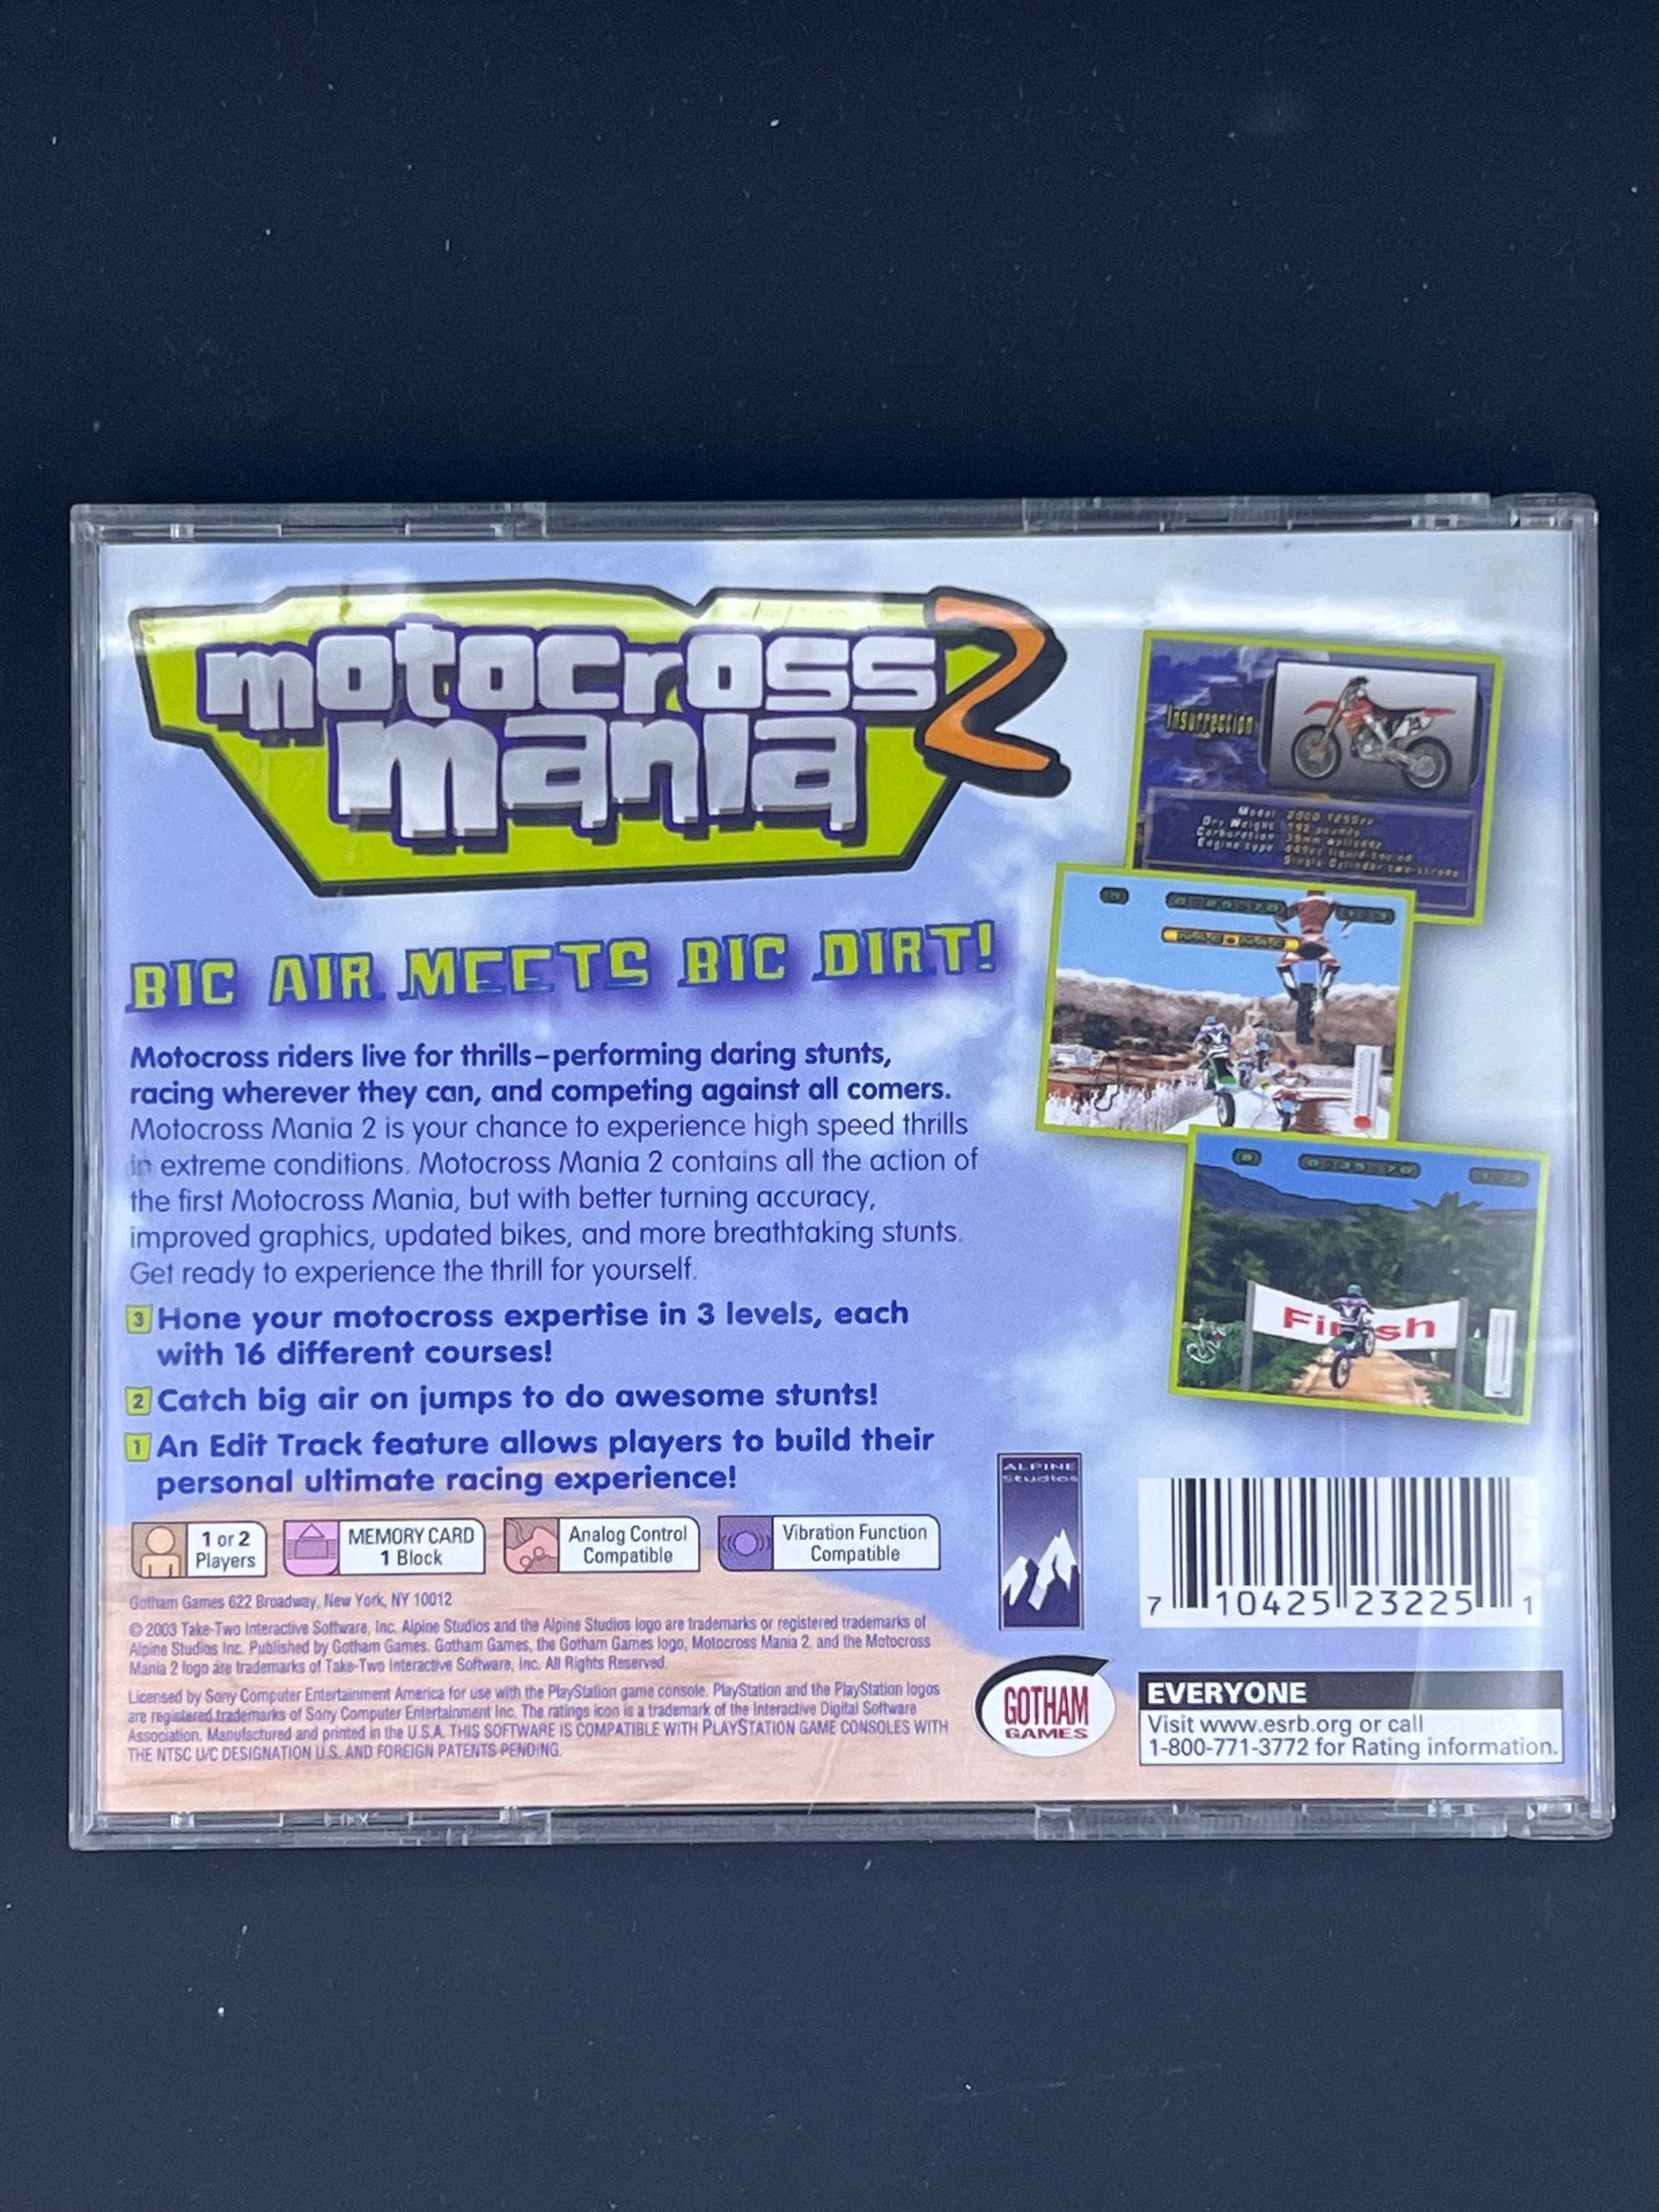 motocross 2
mania
BIG AIR MEETS BIG DIRT!
Motocross riders live for thrills–performing daring stunts,
racing wherever they can, and competing against all comers.
Motocross Mania 2 is your chance to experience high speed thrills
in extreme conditions. Motocross Mania 2 contains all the action of
the first Motocross Mania, but with better turning accuracy,
improved graphics, updated bikes, and more breathtaking stunts.
Get ready to experience the thrill for yourself.
3 Hone your motocross expertise in 3 levels, each
with 16 different courses!
2 Catch big air on jumps to do awesome stunts!
1 An Edit Track feature allows players to build their
personal ultimate racing experience!
1 or 2
Players
MEMORY CARD
1 Block
Analog Control
Compatible
Vibration Function
Compatible
Gotham Games 622 Broadway, New York, NY 10012
© 2003 Take-Two Interactive Software, Inc. Alpine Studios and the Alpine Studios logo are trademarks or registered trademarks of
Alpine Studios Inc. Published by Gotham Games. Gotham Games, the Gotham Games logo, Motocross Mania 2, and the Motocross
Mania 2 logo are trademarks of Take-Two Interactive Software, Inc. All Rights Reserved.
Licensed by Sony Computer Entertainment America for use with the PlayStation game console. PlayStation and the PlayStation logos
are registered trademarks of Sony Computer Entertainment Inc. The ratings icon is a trademark of the Interactive Digital Software
Association. Manufactured and printed in the U.S.A. THIS SOFTWARE IS COMPATIBLE WITH PLAYSTATION GAME CONSOLES WITH
THE NTSC U/C DESIGNATION U.S. AND FOREIGN PATENTS PENDING.
Insurrection
Model
Dry Weight 192 pounds
Carburetion
Engine type
Single-Cylinder two-stroke
Finish
ALPINE
Studios
GOTHAM
GAMES
7 10425 23225 1
EVERYONE
Visit www.esrb.org or call
1-800-771-3772 for Rating information.